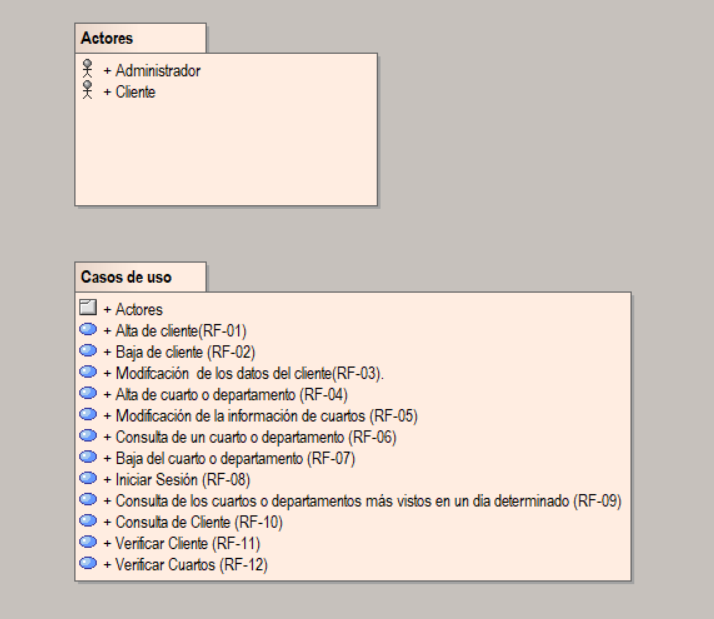 Actores
+ Administrador
+ Cliente
Casos de uso
+ Actores
+ Alta de cliente(RF-01)
+ Baja de cliente (RF-02)
+ Modifcación de los datos del cliente(RF-03).
+ Alta de cuarto o departamento (RF-04)
+ Modificación de la información de cuartos (RF-05)
+ Consulta de un cuarto o departamento (RF-06)
+ Baja del cuarto o departamento (RF-07)
+ Iniciar Sesión (RF-08)
+ Consulta de los cuartos o departamentos más vistos en un día determinado (RF-09)
+ Consulta de Cliente (RF-10)
+ Verificar Cliente (RF-11)
+ Verificar Cuartos (RF-12)